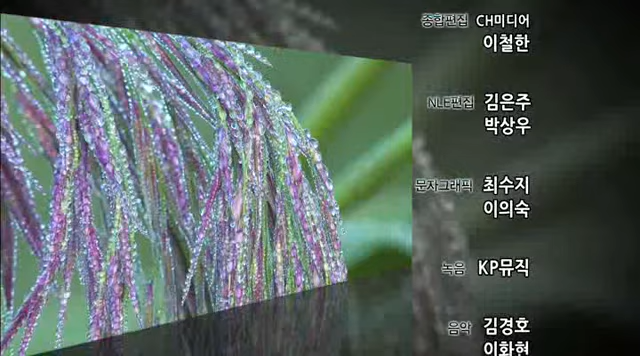 종합편집 CH미디어
이철한
NLE편집 김은주
박상우
문자그래픽 최수지
이의숙
녹음 KP뮤직
음악 김경호
이화현